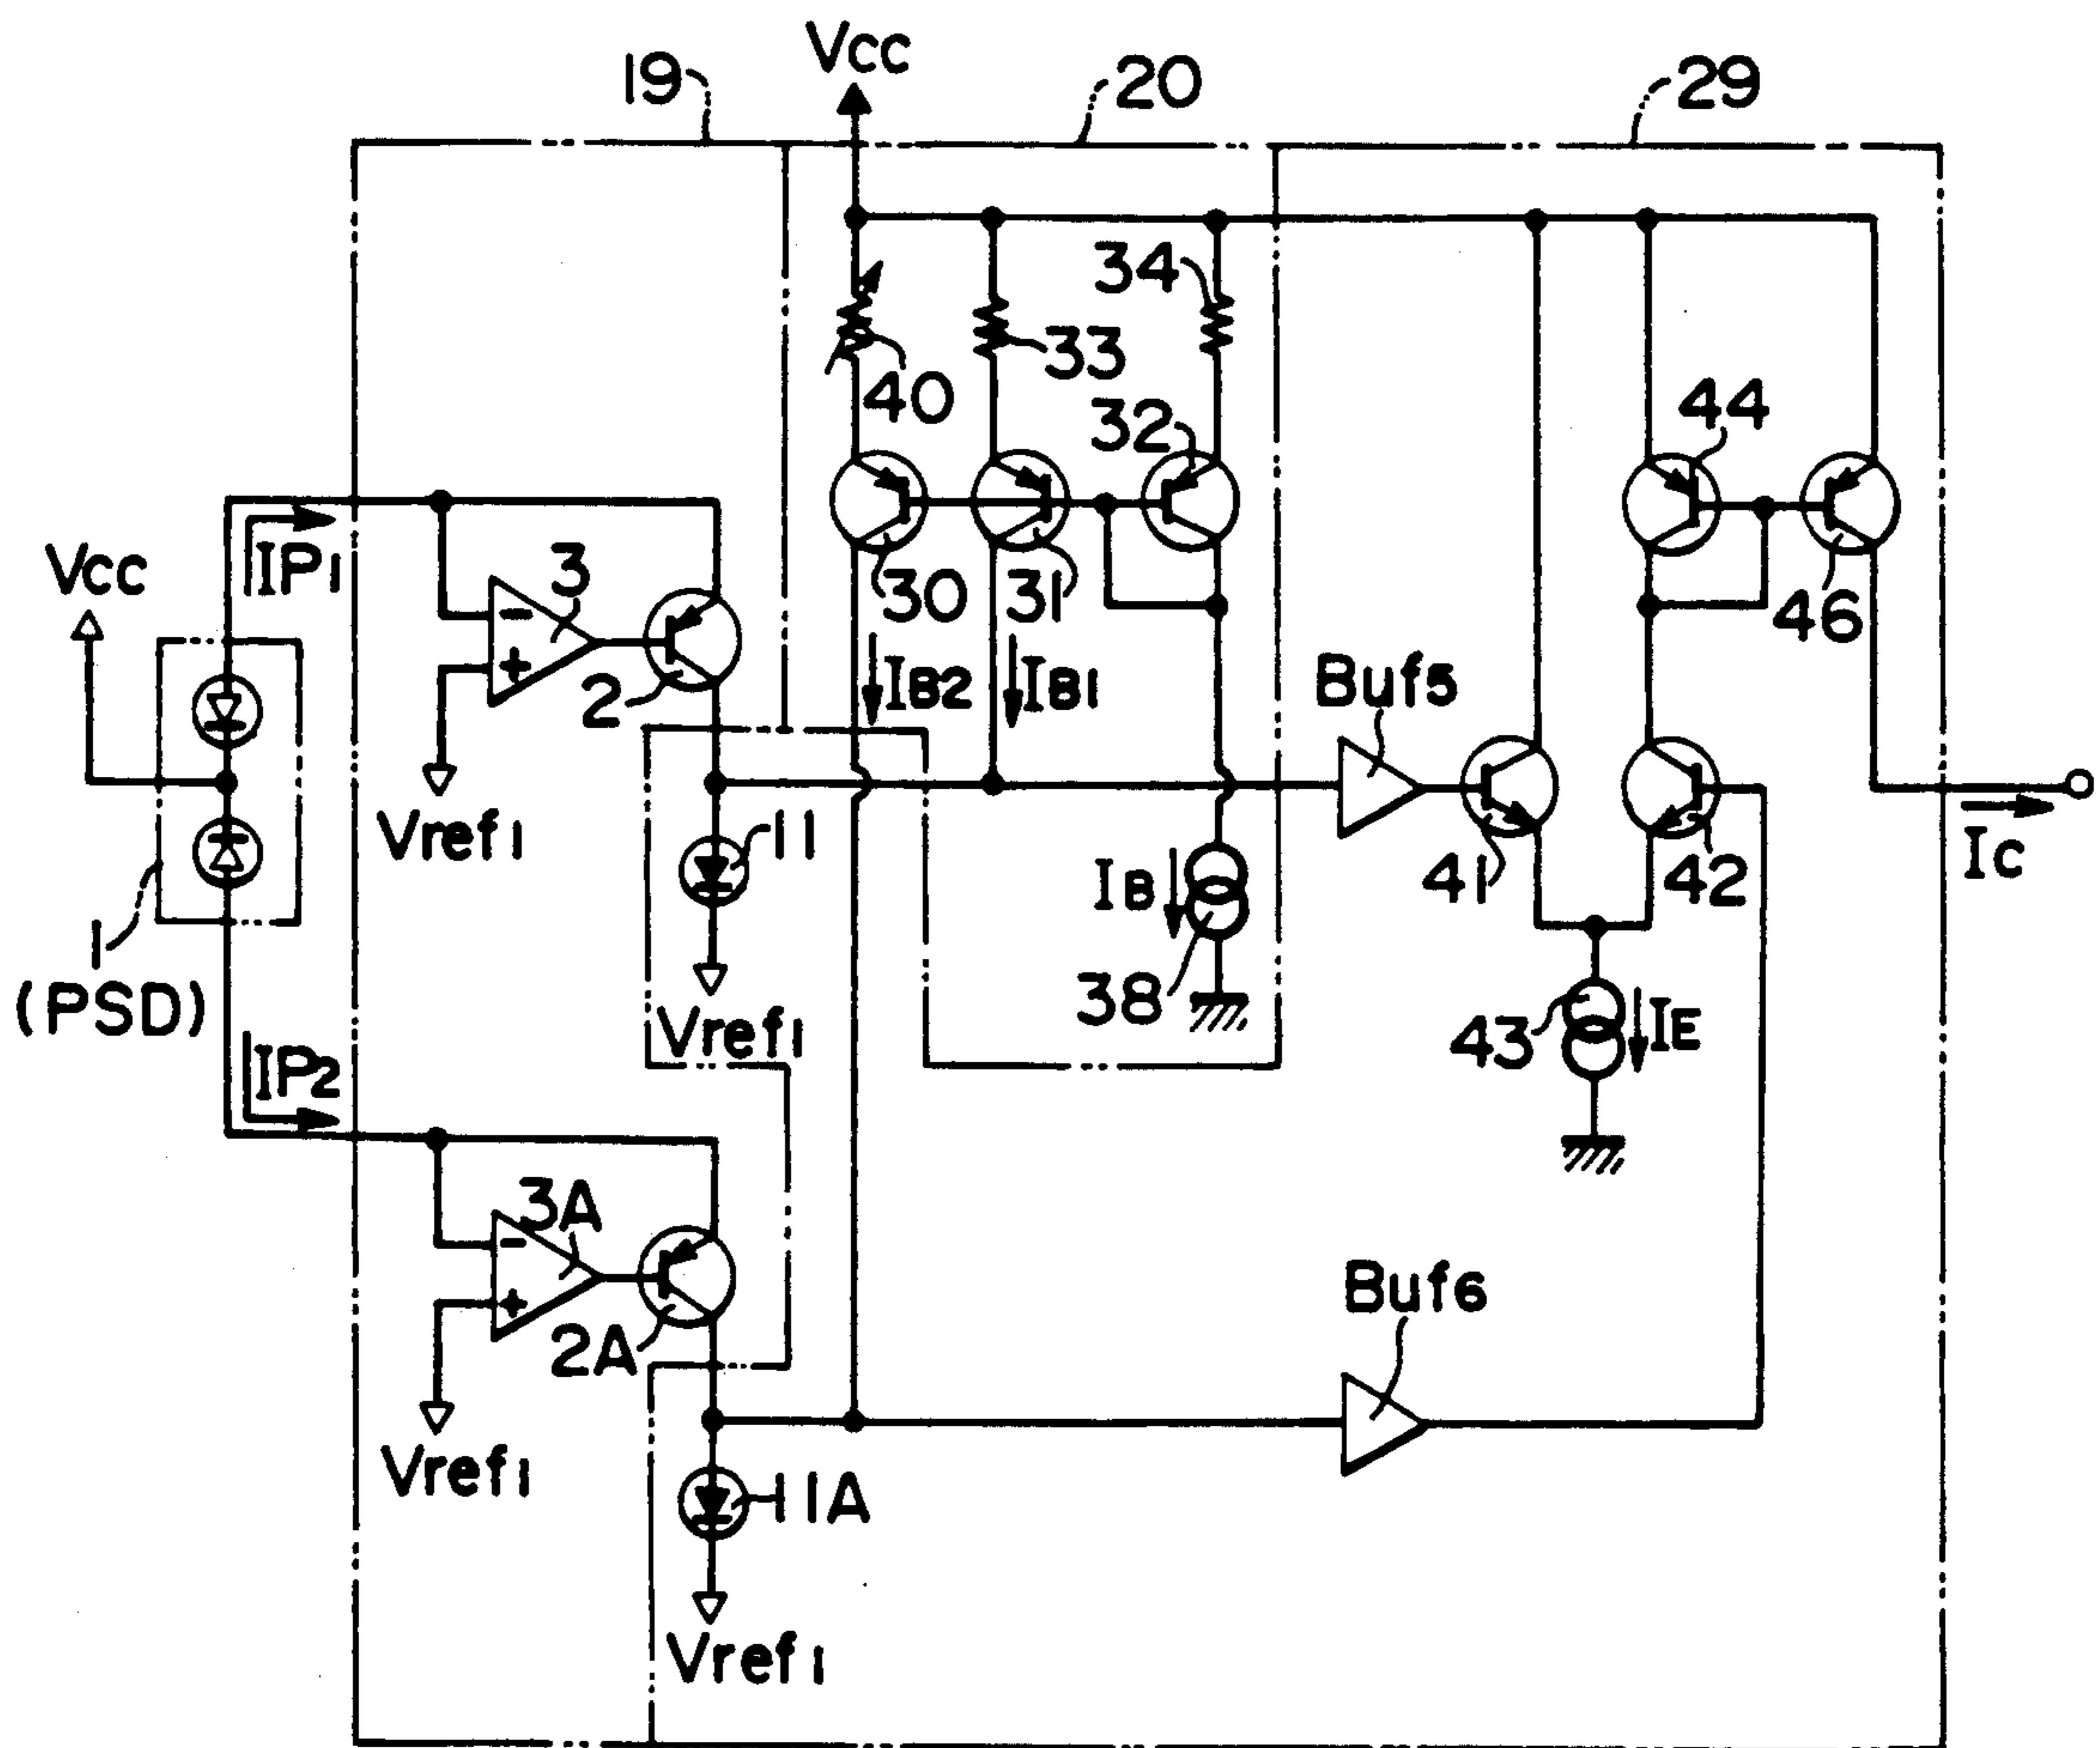 Vcc
19
20
29
34
33
40
32
44
Vcc
IP1
3
30
31
46
2
IB2
IB1
Buf5
-
+
Vref1
11
41
42
Ic
1
(PSD)
IB
38
Vref1
43
IE
IP2
3A
-
+
2A
Buf6
Vref1
11A
Vref1